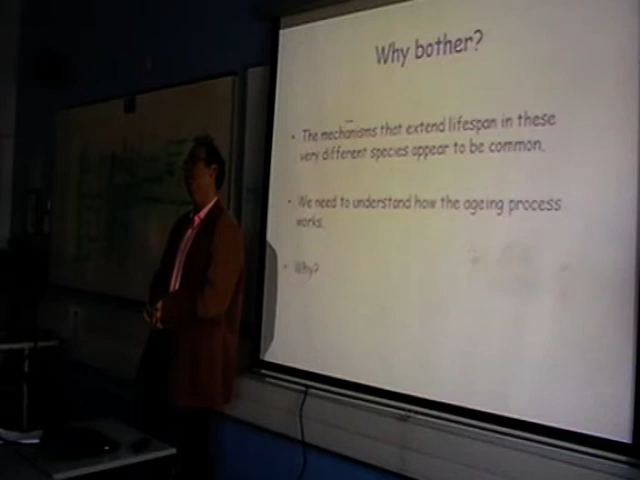 Why bother?
• The mechanisms that extend lifespan in these
very different species appear to be common.
• We need to understand how the ageing process
works.
• Why?